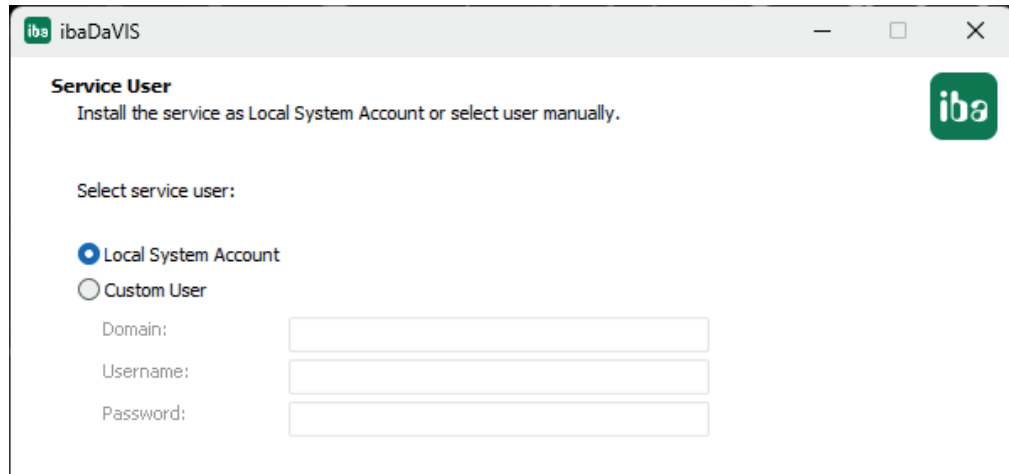 iba ibaDaVIS
Service User
Install the service as Local System Account or select user manually.
iba
Select service user:
Local System Account
Custom User
Domain:
Username:
Password: